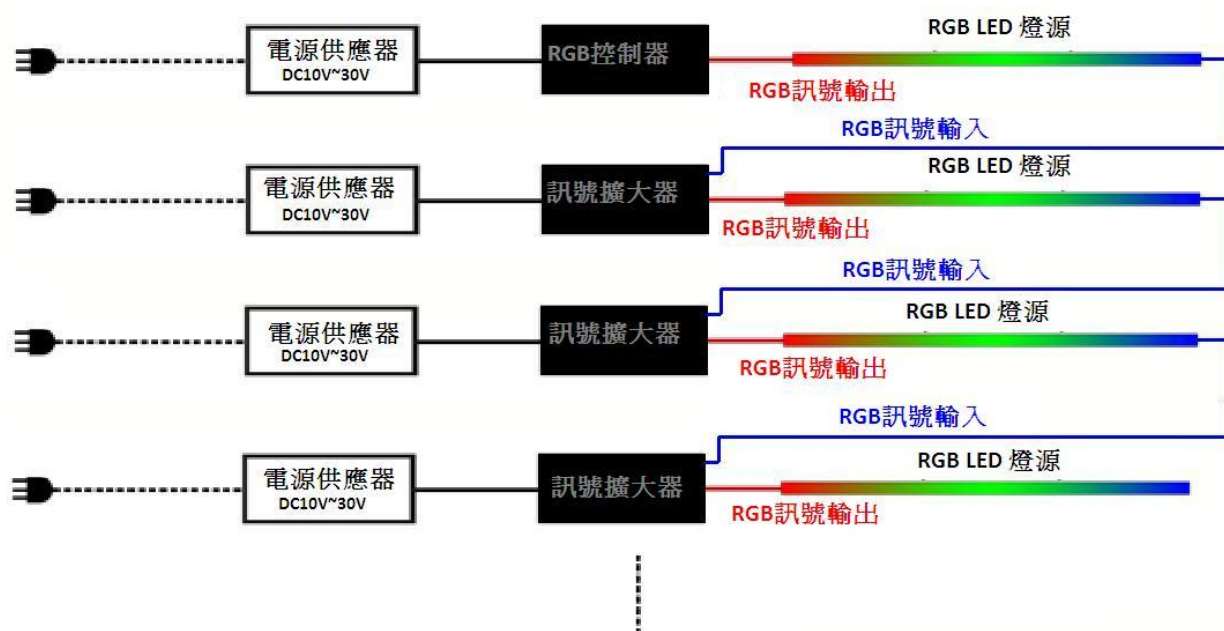 RGB LED 燈源
電源供應器
DC10V~30V
RGB控制器
RGB訊號輸出
RGB訊號輸入
RGB LED 燈源
電源供應器
DC10V~30V
訊號擴大器
RGB訊號輸出
RGB訊號輸入
RGB LED 燈源
電源供應器
DC10V~30V
訊號擴大器
RGB訊號輸出
RGB訊號輸入
RGB LED 燈源
電源供應器
DC10V~30V
訊號擴大器
RGB訊號輸出